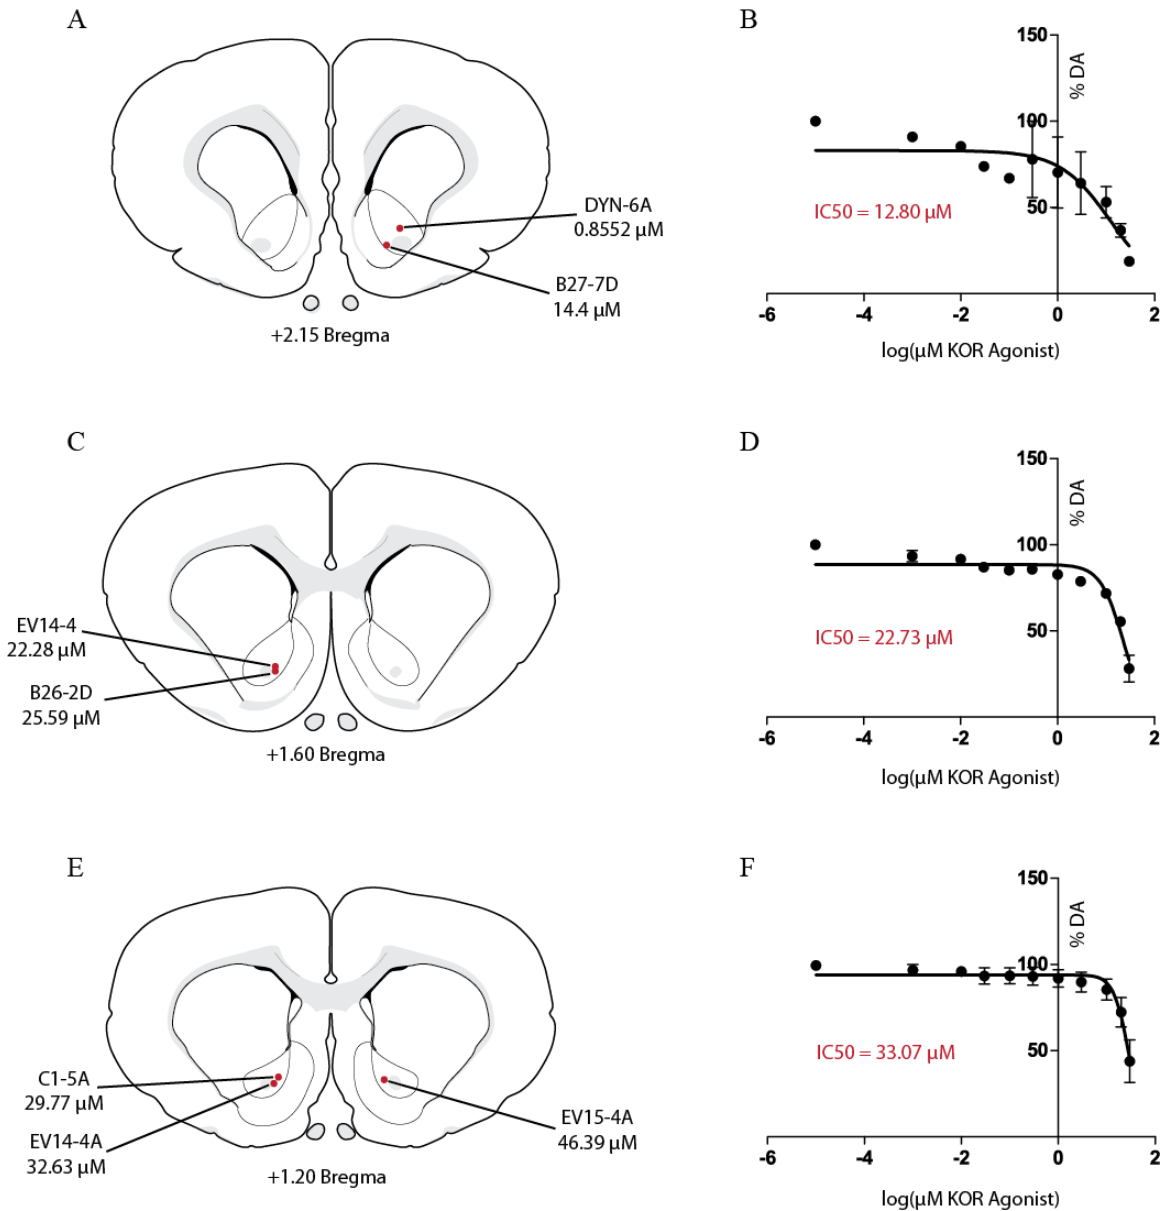 A
DYN-6A
0.8552 µM
B27-7D
14.4 µM
+2.15 Bregma
B
150
100
50
% DA
IC50 = 12.80 µM
-6
-4
-2
0
2
log(µM KOR Agonist)
C
EV14-4
22.28 µM
B26-2D
25.59 µM
+1.60 Bregma
D
150
100
50
% DA
IC50 = 22.73 µM
-6
-4
-2
0
2
log(µM KOR Agonist)
E
C1-5A
29.77 µM
EV14-4A
32.63 µM
EV15-4A
46.39 µM
+1.20 Bregma
F
150
100
50
% DA
IC50 = 33.07 µM
-6
-4
-2
0
2
log(µM KOR Agonist)